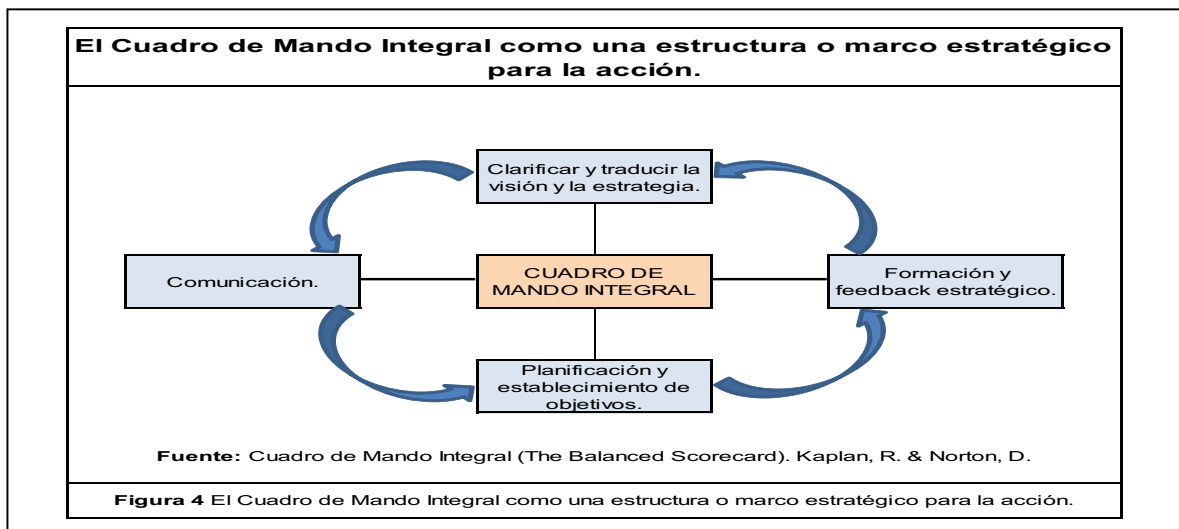 El Cuadro de Mando Integral como una estructura o marco estratégico
para la acción.
Clarificar y traducir la
visión y la estrategia.
Comunicación.
CUADRO DE
MANDO INTEGRAL
Formación y
feedback estratégico.
Planificación y
establecimiento de
objetivos.
Fuente: Cuadro de Mando Integral (The Balanced Scorecard). Kaplan, R. & Norton, D.
Figura 4 El Cuadro de Mando Integral como una estructura o marco estratégico para la acción.